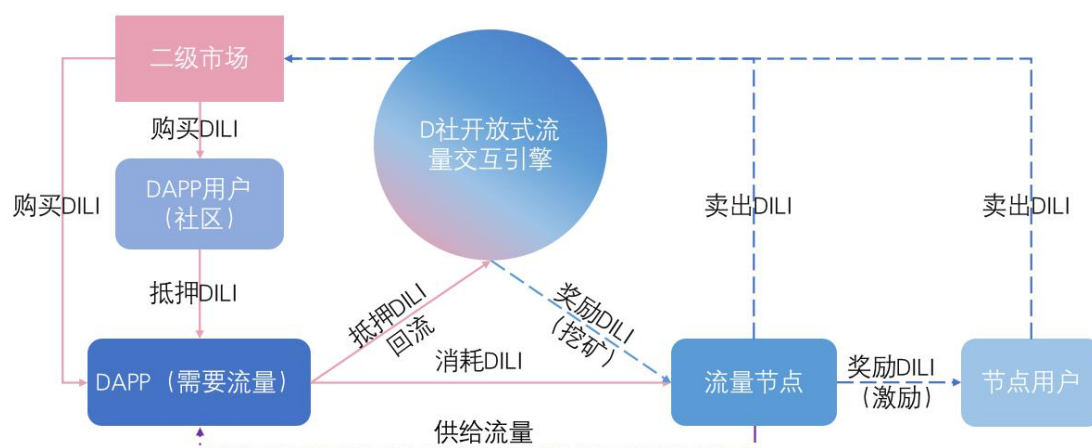 二级市场
购买DILI
D社开放式流
量交互引擎
DAPP用户
(社区)
购买DILI
卖出DILI
卖出DILI
抵押DILI
抵押DILI
回流
奖励DILI
(挖矿)
消耗DILI
DAPP (需要流量)
流量节点
奖励DILI
(激励)
节点用户
供给流量